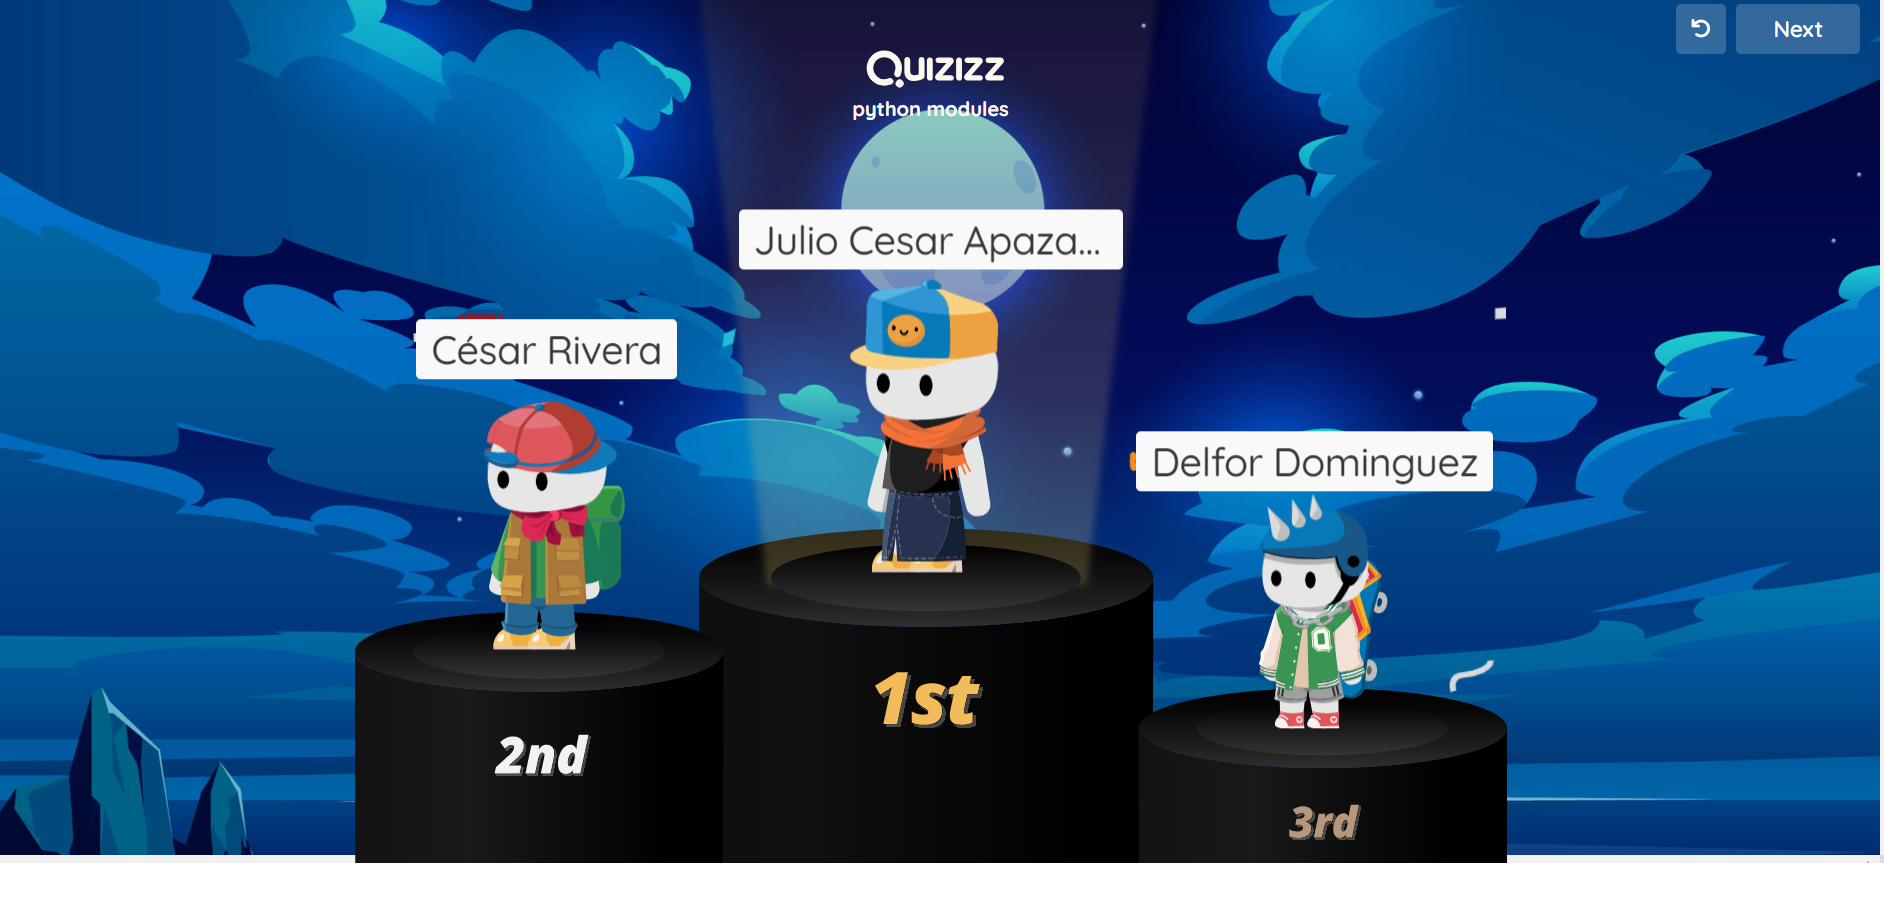 Next
QUIZIZZ
python modules
Julio Cesar Apaza...
César Rivera
Delfor Dominguez
1st
2nd
3rd